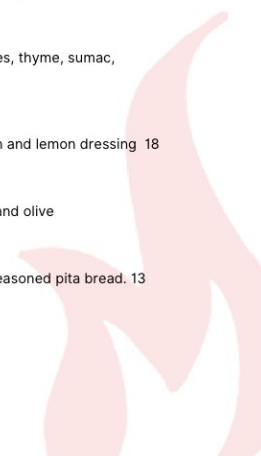 es, thyme, sumac,
n and lemon dressing 18
and olive
easoned pita bread. 13